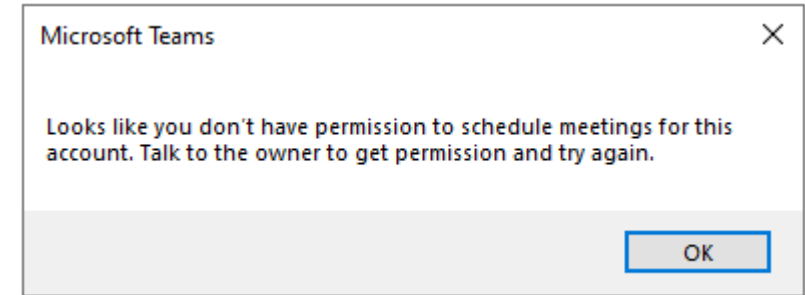 Microsoft Teams
Looks like you don't have permission to schedule meetings for this
account. Talk to the owner to get permission and try again.
OK